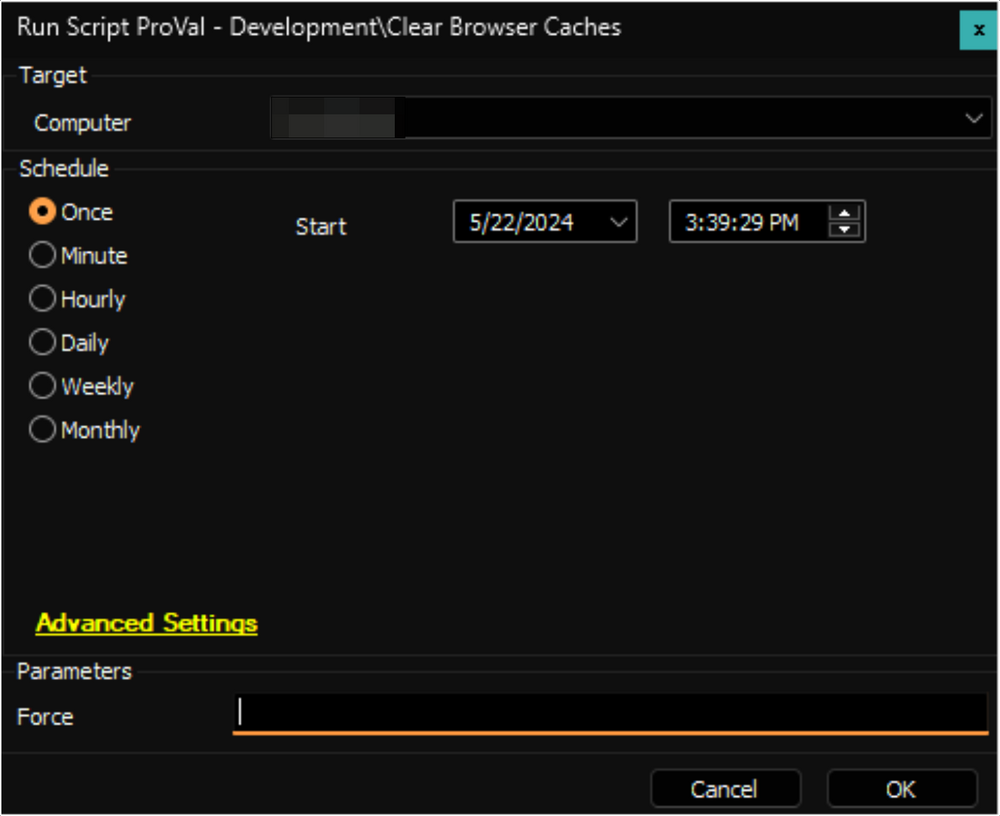 Run Script ProVal - Development\Clear Browser Caches
x
Target
Computer
Schedule
Once
Start
5/22/2024
3:39:29 PM
Minute
Hourly
Daily
Weekly
Monthly
Advanced Settings
Parameters
Force
Cancel
OK